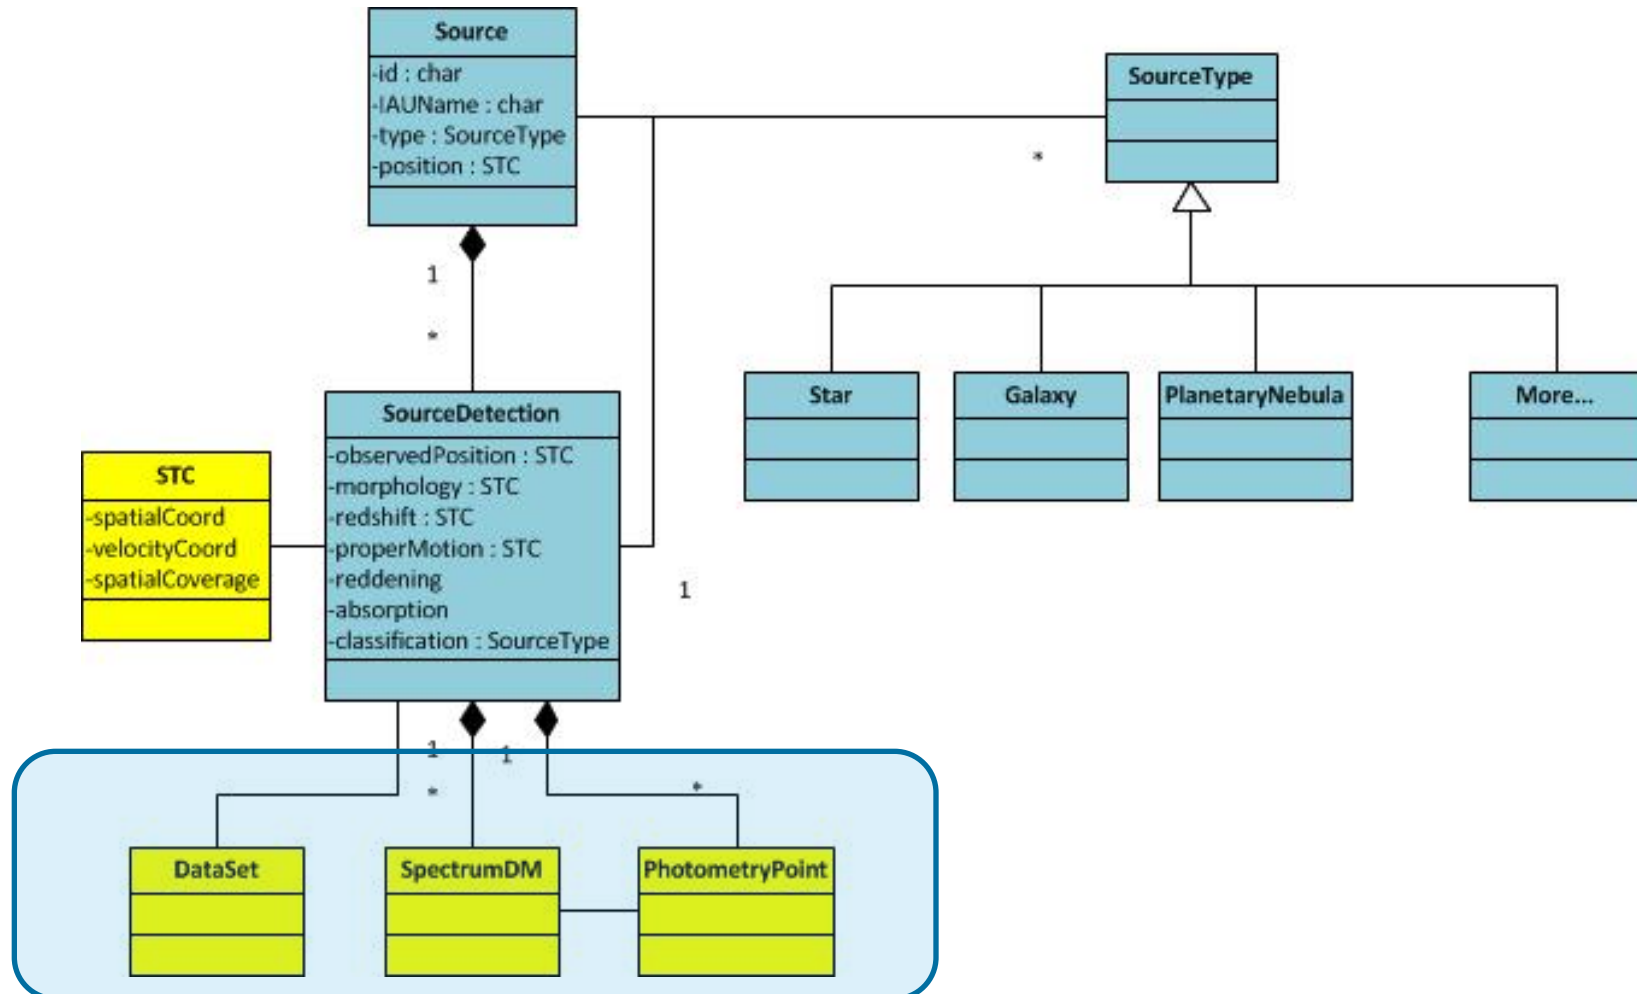 Source
-id : char
-IAUName : char
-type : SourceType
-position : STC
SourceType
*
1
*
Star
Galaxy
PlanetaryNebula
More...
SourceDetection
-observedPosition : STC
-morphology : STC
-redshift : STC
-properMotion : STC
-reddening
-absorption
-classification : SourceType
STC
-spatialCoord
-velocityCoord
-spatialCoverage
1
1
1
*
*
DataSet
SpectrumDM
PhotometryPoint